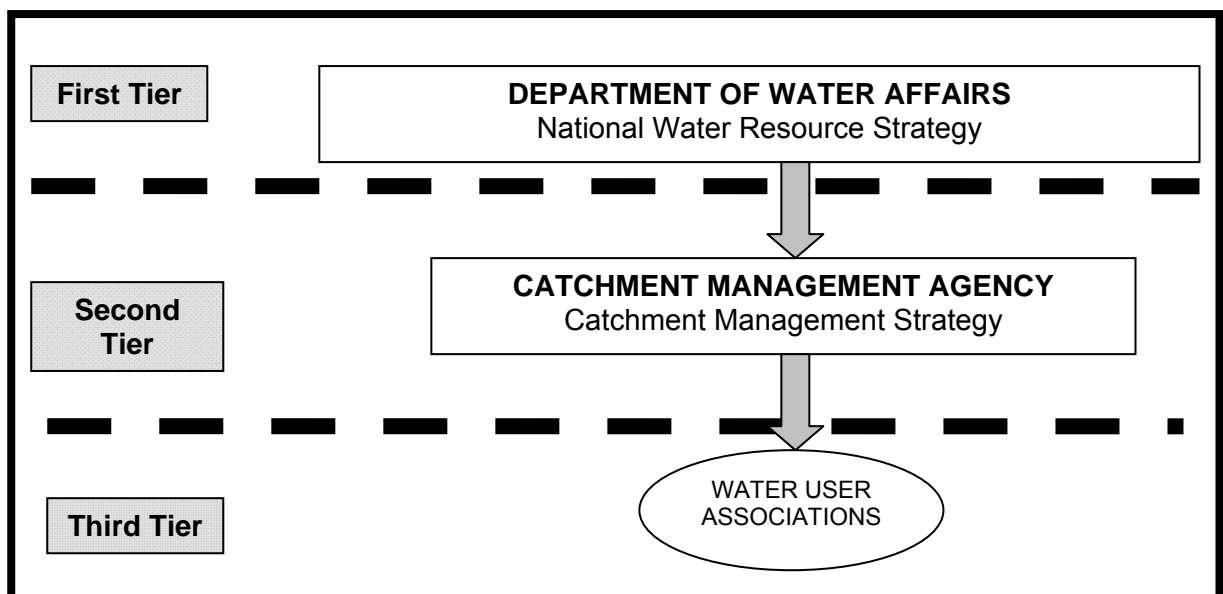 First Tier
DEPARTMENT OF WATER AFFAIRS
National Water Resource Strategy
Second
Tier
CATCHMENT MANAGEMENT AGENCY
Catchment Management Strategy
Third Tier
WATER USER
ASSOCIATIONS